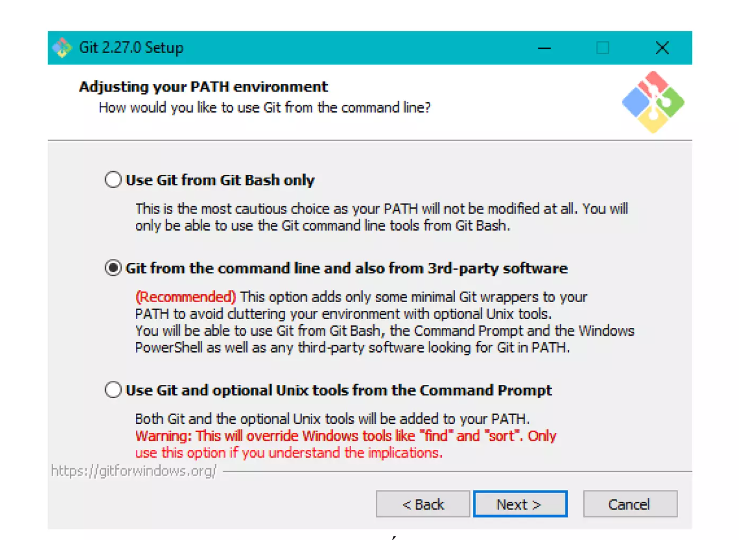 Git 2.27.0 Setup
Adjusting your PATH environment
How would you like to use Git from the command line?
Use Git from Git Bash only
This is the most cautious choice as your PATH will not be modified at all. You will
only be able to use the Git command line tools from Git Bash.
Git from the command line and also from 3rd-party software
(Recommended) This option adds only some minimal Git wrappers to your
PATH to avoid cluttering your environment with optional Unix tools.
You will be able to use Git from Git Bash, the Command Prompt and the Windows
PowerShell as well as any third-party software looking for Git in PATH.
Use Git and optional Unix tools from the Command Prompt
Both Git and the optional Unix tools will be added to your PATH.
Warning: This will override Windows tools like "find" and "sort". Only
use this option if you understand the implications.
https://gitforwindows.org/
< Back Next > Cancel